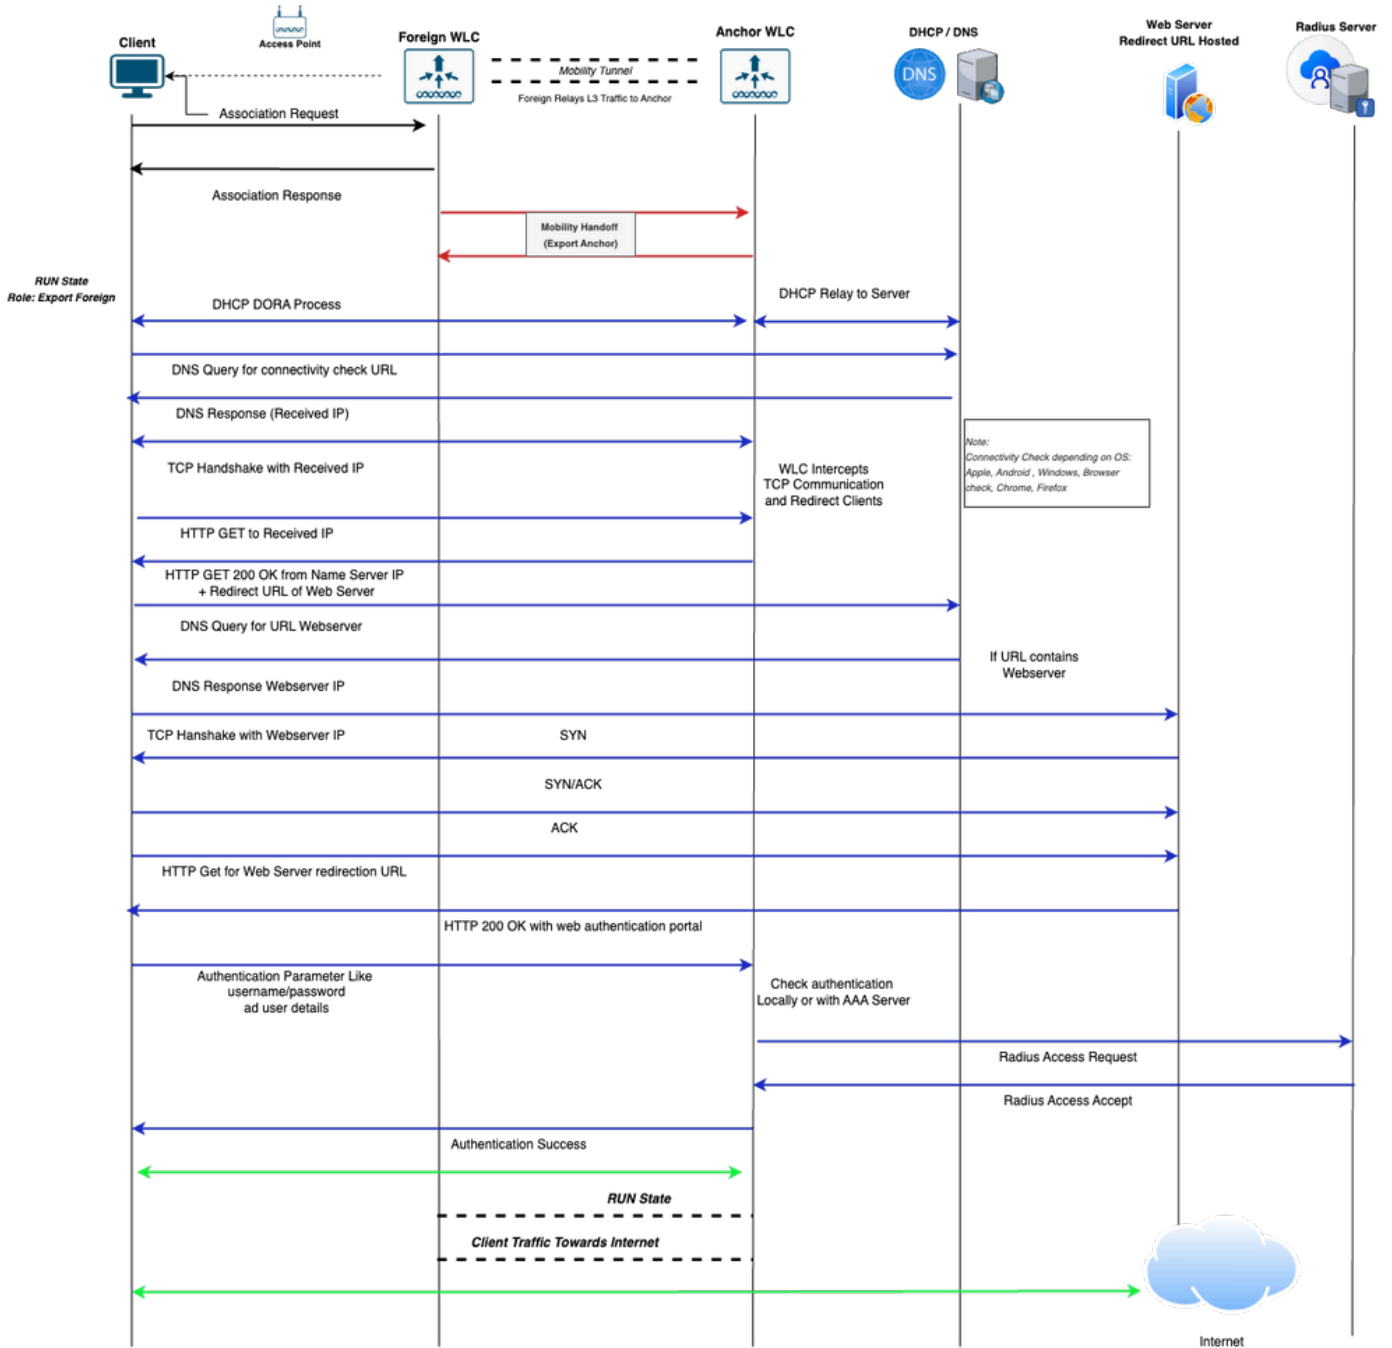 Web Server
Redirect URL Hosted
Radius Server
Client
Access Point
Foreign WLC
Anchor WLC
DHCP / DNS
Mobility Tunnel
Foreign Relays L3 Traffic to Anchor
DNS
Association Request
Association Response
Mobility Handoff
(Export Anchor)
RUN State
Role: Export Foreign
DHCP DORA Process
DHCP Relay to Server
DNS Query for connectivity check URL
DNS Response (Received IP)
Note:
Connectivity Check depending on OS:
Apple, Android , Windows, Browser
check, Chrome, Firefox
TCP Handshake with Received IP
WLC Intercepts
TCP Communication
and Redirect Clients
HTTP GET to Received IP
HTTP GET 200 OK from Name Server IP
+ Redirect URL of Web Server
DNS Query for URL Webserver
If URL contains
Webserver
DNS Response Webserver IP
TCP Hanshake with Webserver IP
SYN
SYN/ACK
ACK
HTTP Get for Web Server redirection URL
HTTP 200 OK with web authentication portal
Authentication Parameter Like
username/password
ad user details
Check authentication
Locally or with AAA Server
Radius Access Request
Radius Access Accept
Authentication Success
RUN State
Client Traffic Towards Internet
Internet